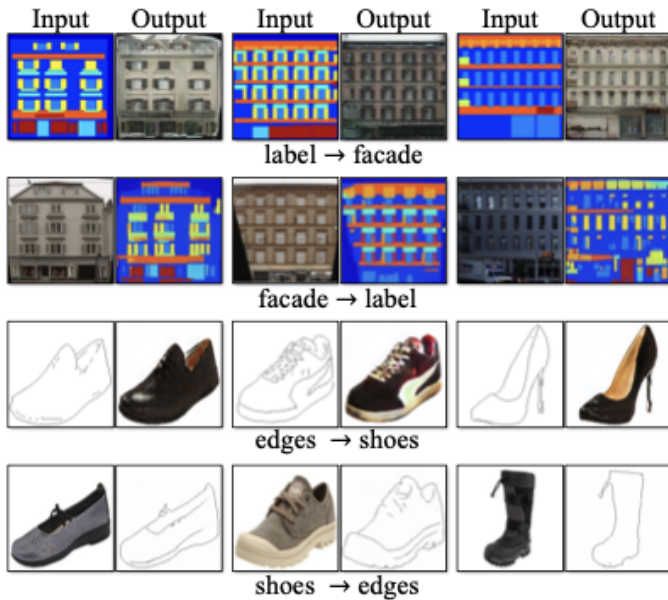 Input Output Input Output Input Output
label → facade
facade → label
edges → shoes
shoes → edges